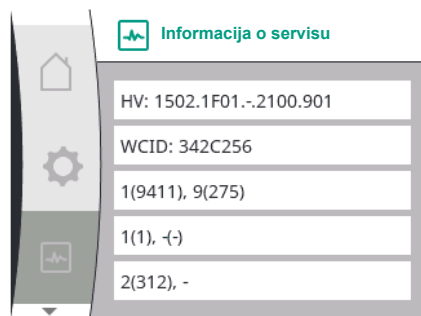 Informacija o servisu
HV: 1502.1F01.-.2100.901
WCID: 342C256
1(9411), 9(275)
1(1), -(-)
2(312), -